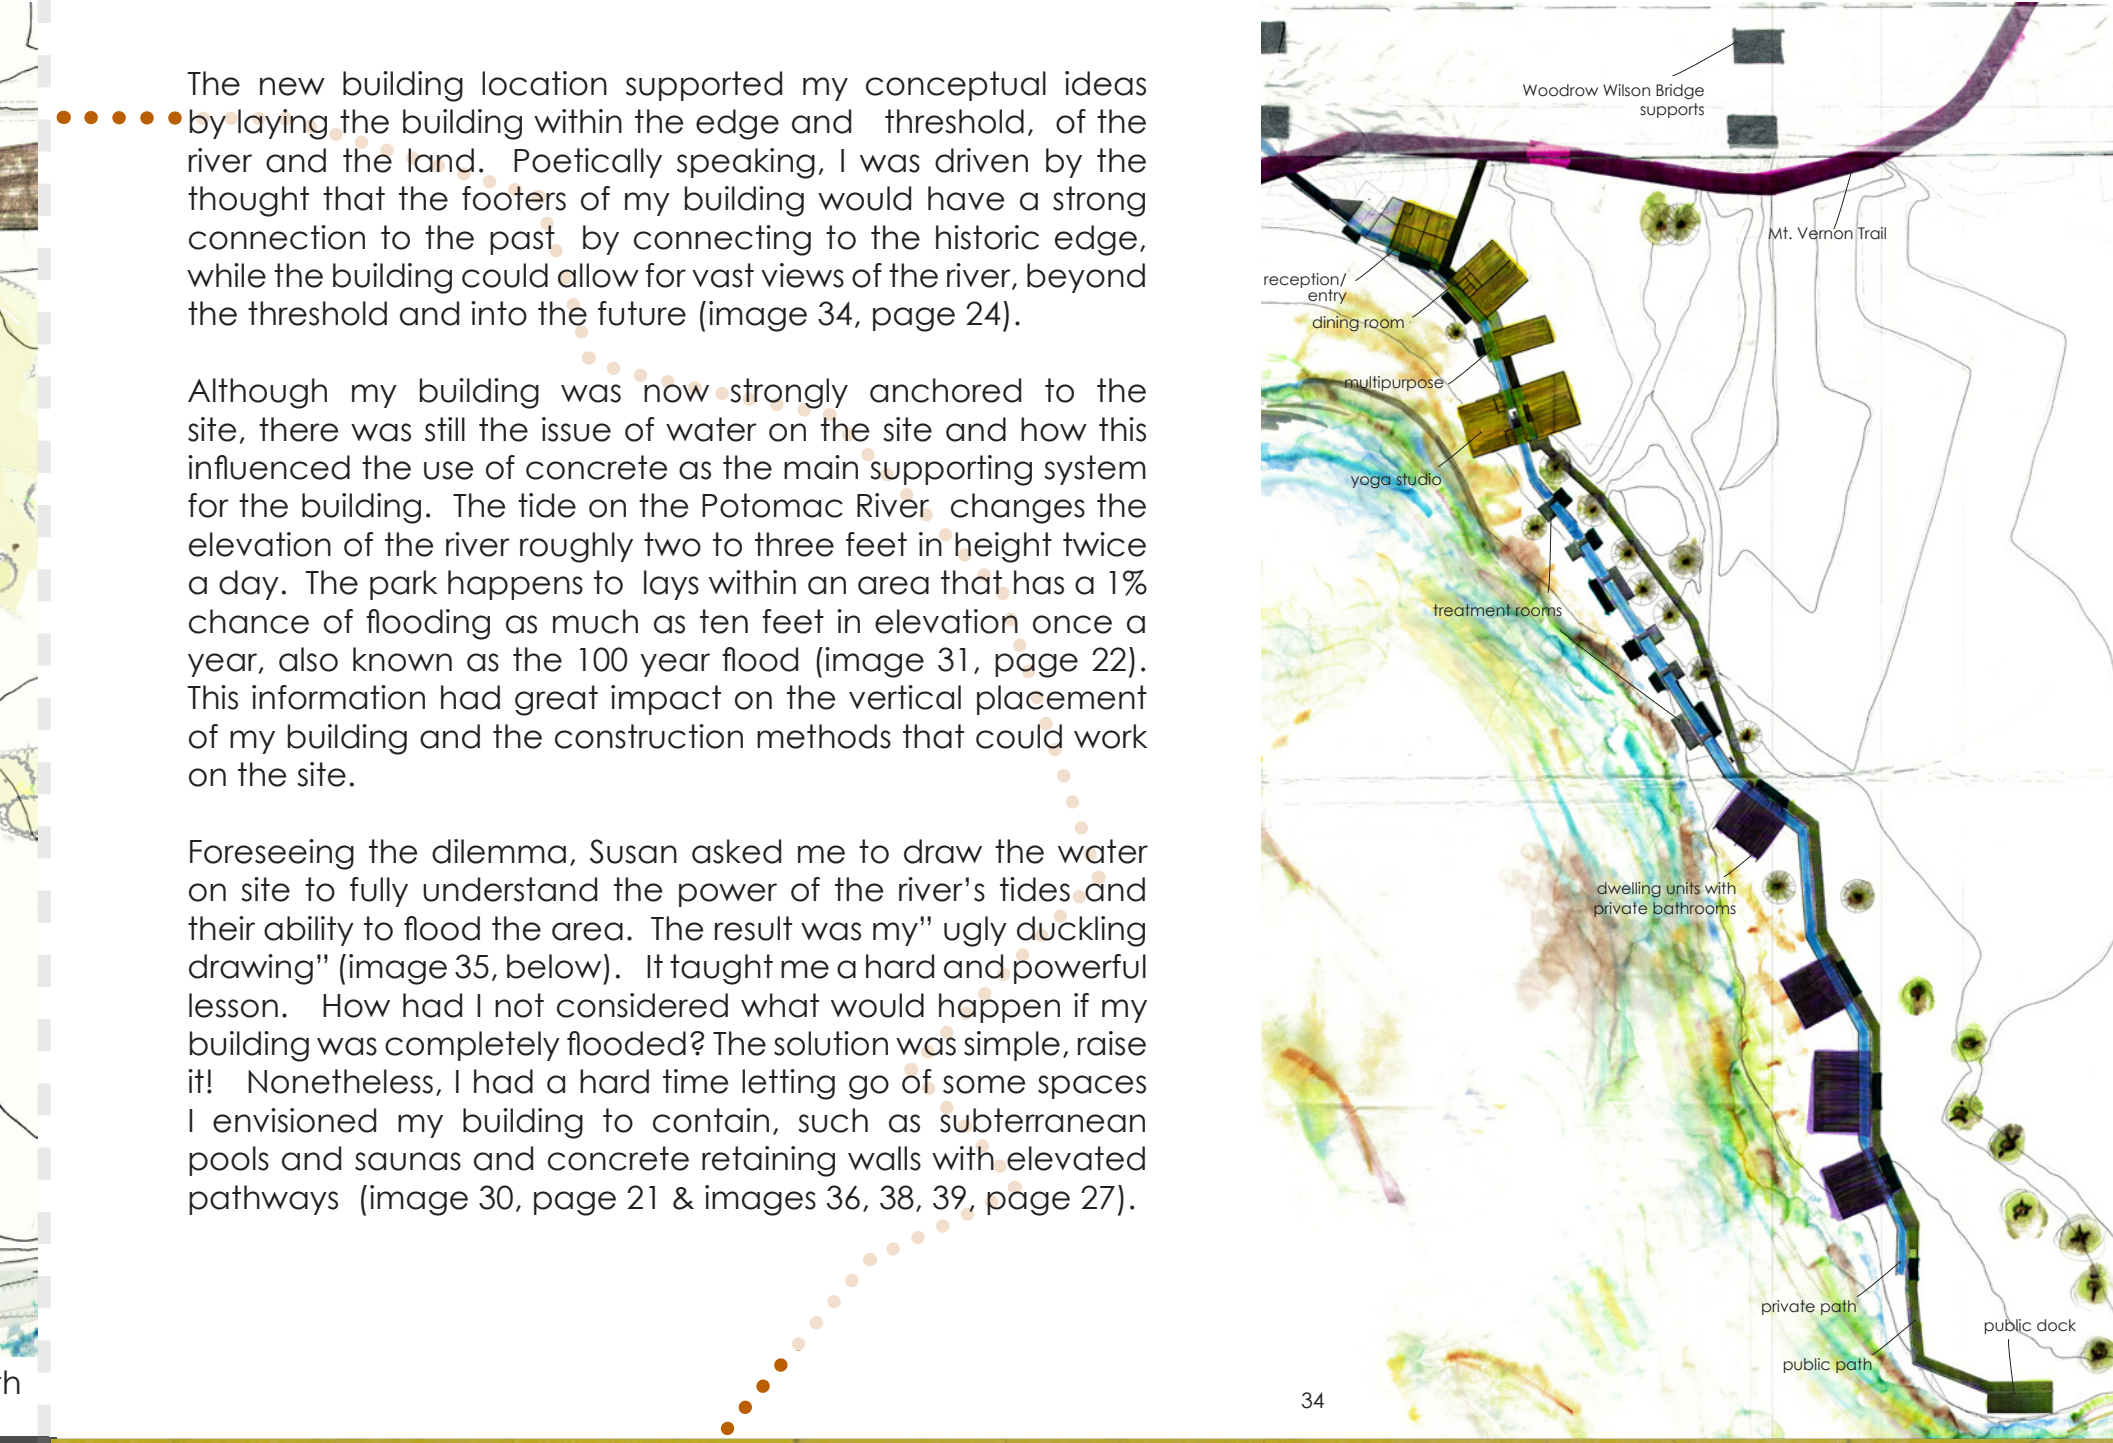 The new building location supported my conceptual ideas
by laying the building within the edge and threshold, of the
river and the land. Poetically speaking, I was driven by the
thought that the footers of my building would have a strong
connection to the past by connecting to the historic edge,
while the building could allow for vast views of the river, beyond
the threshold and into the future (image 34, page 24).
Although my building was now strongly anchored to the
site, there was still the issue of water on the site and how this
influenced the use of concrete as the main supporting system
for the building. The tide on the Potomac River changes the
elevation of the river roughly two to three feet in height twice
a day. The park happens to lays within an area that has a 1%
chance of flooding as much as ten feet in elevation once a
year, also known as the 100 year flood (image 31, page 22).
This information had great impact on the vertical placement
of my building and the construction methods that could work
on the site.
Foreseeing the dilemma, Susan asked me to draw the water
on site to fully understand the power of the river's tides and
their ability to flood the area. The result was my" ugly duckling
drawing" (image 35, below). It taught me a hard and powerful
lesson. How had I not considered what would happen if my
building was completely flooded? The solution was simple, raise
it! Nonetheless, I had a hard time letting go of some spaces
I envisioned my building to contain, such as subterranean
pools and saunas and concrete retaining walls with elevated
pathways (image 30, page 21 & images 36, 38, 39, page 27).
Woodrow Wilson Bridge
supports
Mt. Vernon Trail
reception/
entry
dining room
multipurpose
yoga studio
treatment rooms
dwelling units with
private bathrooms
private path
public dock
public path
34